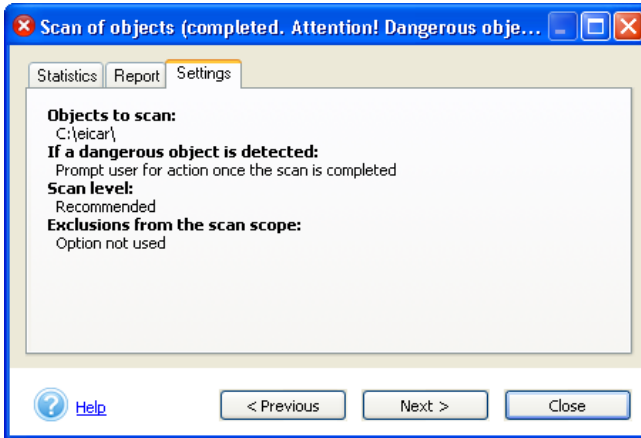 Scan of objects (completed. Attention! Dangerous obje...
Statistics Report Settings
Objects to scan:
C:\eicar\
If a dangerous object is detected:
Prompt user for action once the scan is completed
Scan level:
Recommended
Exclusions from the scan scope:
Option not used
Help < Previous Next > Close